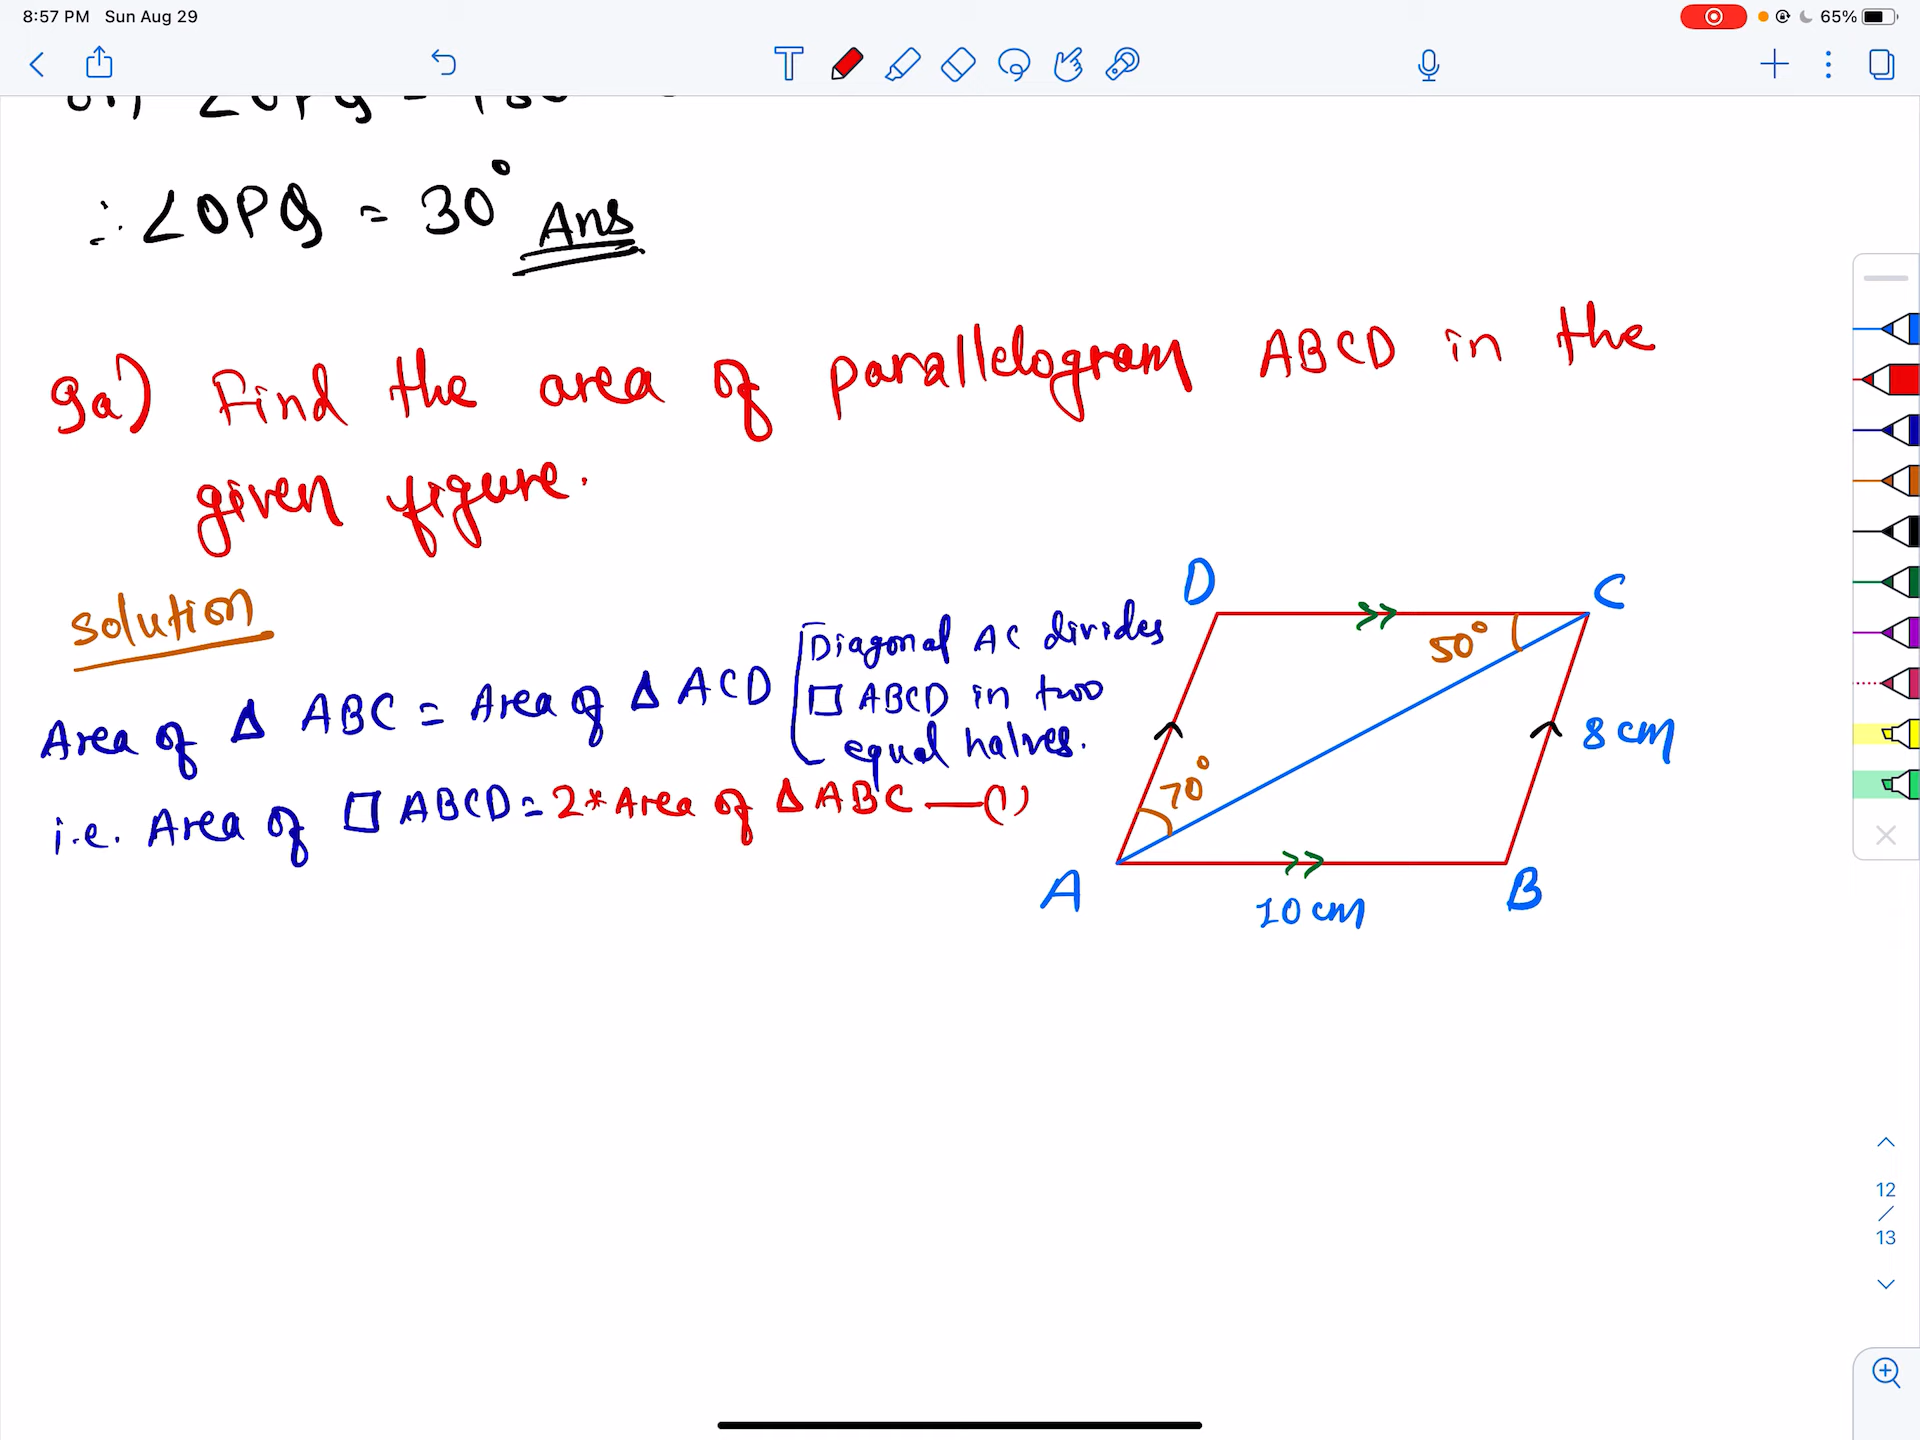 8:57 PM Sun Aug 29
65%
∴ ∠OPQ = 30° Ans
9a) Find the area of parallelogram ABCD in the
given figure.
Solution
Area of Δ ABC = Area of Δ ACD
Diagonal AC divides
▱ ABCD in two
equal halves.
i.e. Area of ▱ ABCD = 2*Area of Δ ABC —(1)
D
C
50°
8 cm
70°
A
B
10 cm
12
/
13